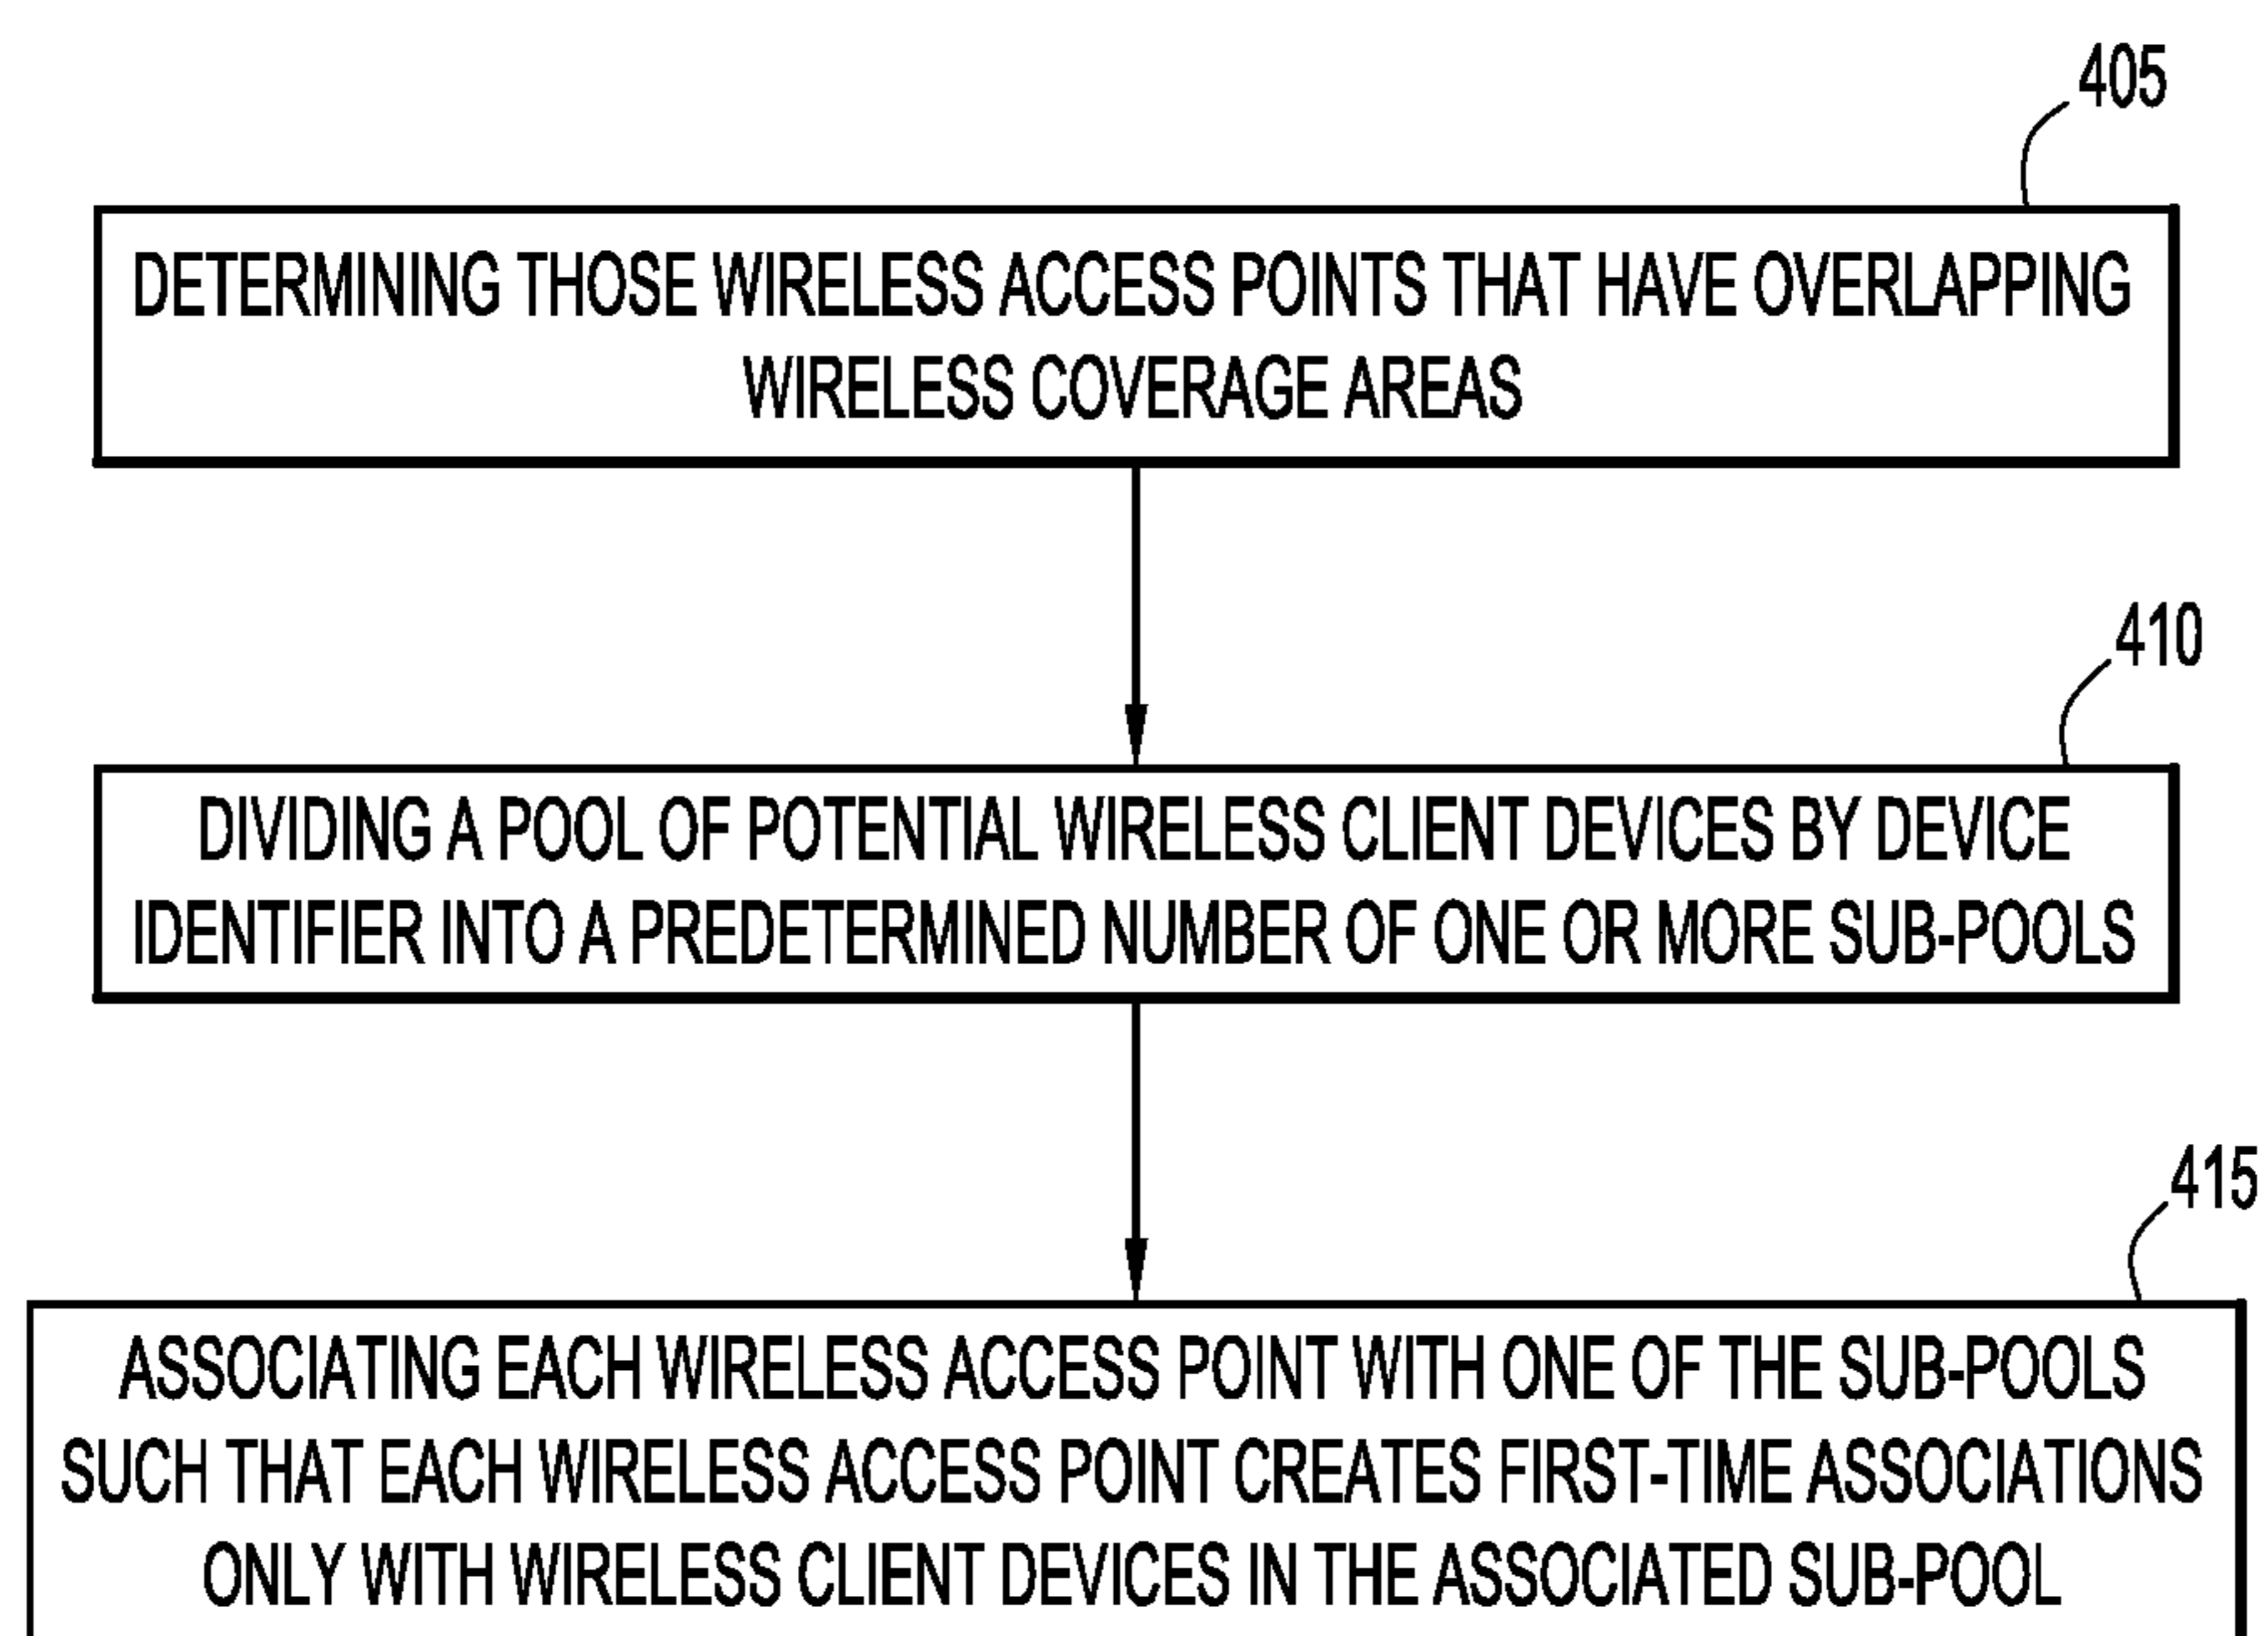 405
DETERMINING THOSE WIRELESS ACCESS POINTS THAT HAVE OVERLAPPING
WIRELESS COVERAGE AREAS
410
DIVIDING A POOL OF POTENTIAL WIRELESS CLIENT DEVICES BY DEVICE
IDENTIFIER INTO A PREDETERMINED NUMBER OF ONE OR MORE SUB-POOLS
415
ASSOCIATING EACH WIRELESS ACCESS POINT WITH ONE OF THE SUB-POOLS
SUCH THAT EACH WIRELESS ACCESS POINT CREATES FIRST-TIME ASSOCIATIONS
ONLY WITH WIRELESS CLIENT DEVICES IN THE ASSOCIATED SUB-POOL